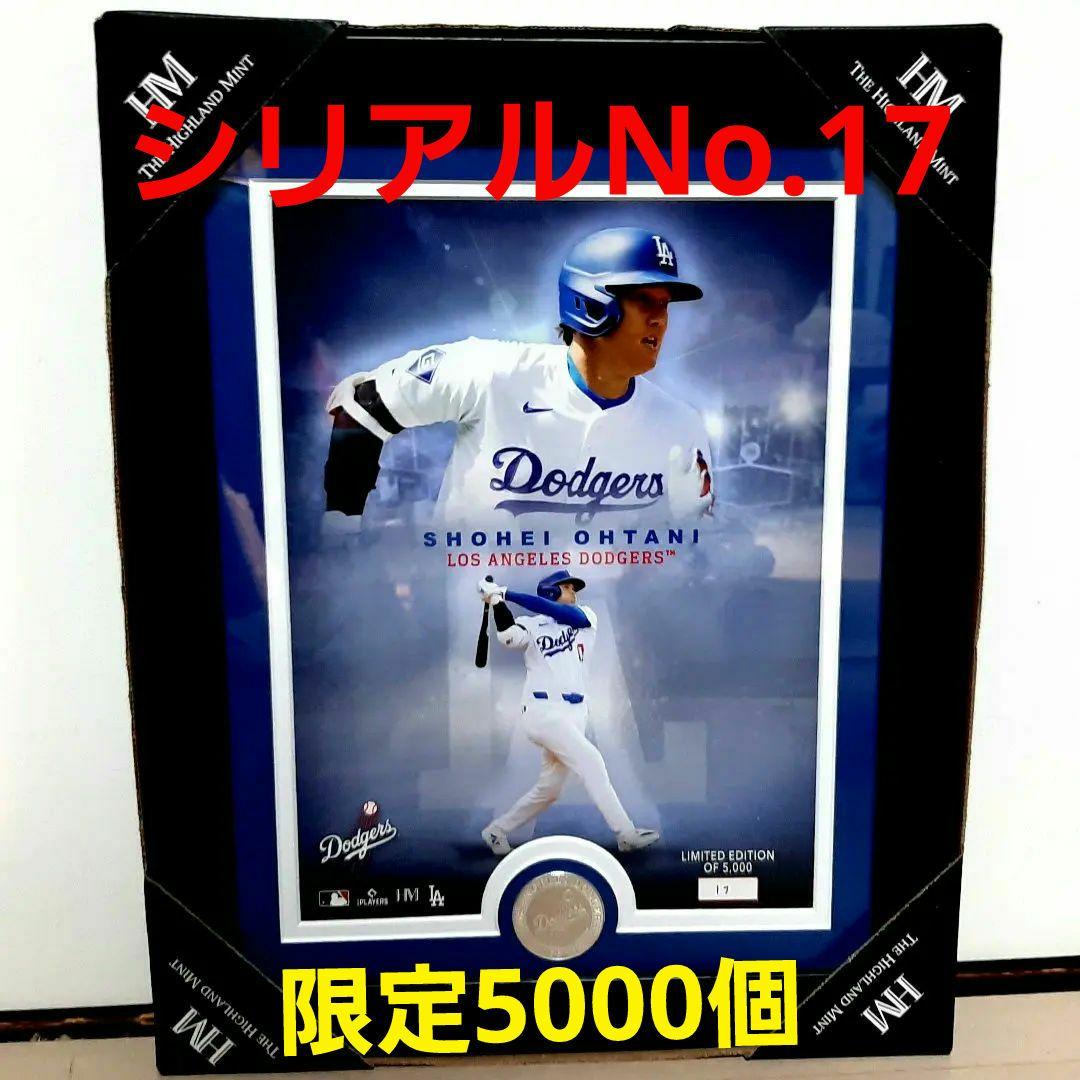 HM
THE HIGHLAND MINT
HM
THE HIGHLAND MINT
シリアルNo.17
LA
Dodgers
SHOHEI OHTANI
LOS ANGELES DODGERS™
Dodgers
LIMITED EDITION
OF 5,000
17
PLAYERS
HM
LA
Dodgers
限定5000個
HM
THE HIGHLAND MINT
HM
THE HIGHLAND MINT